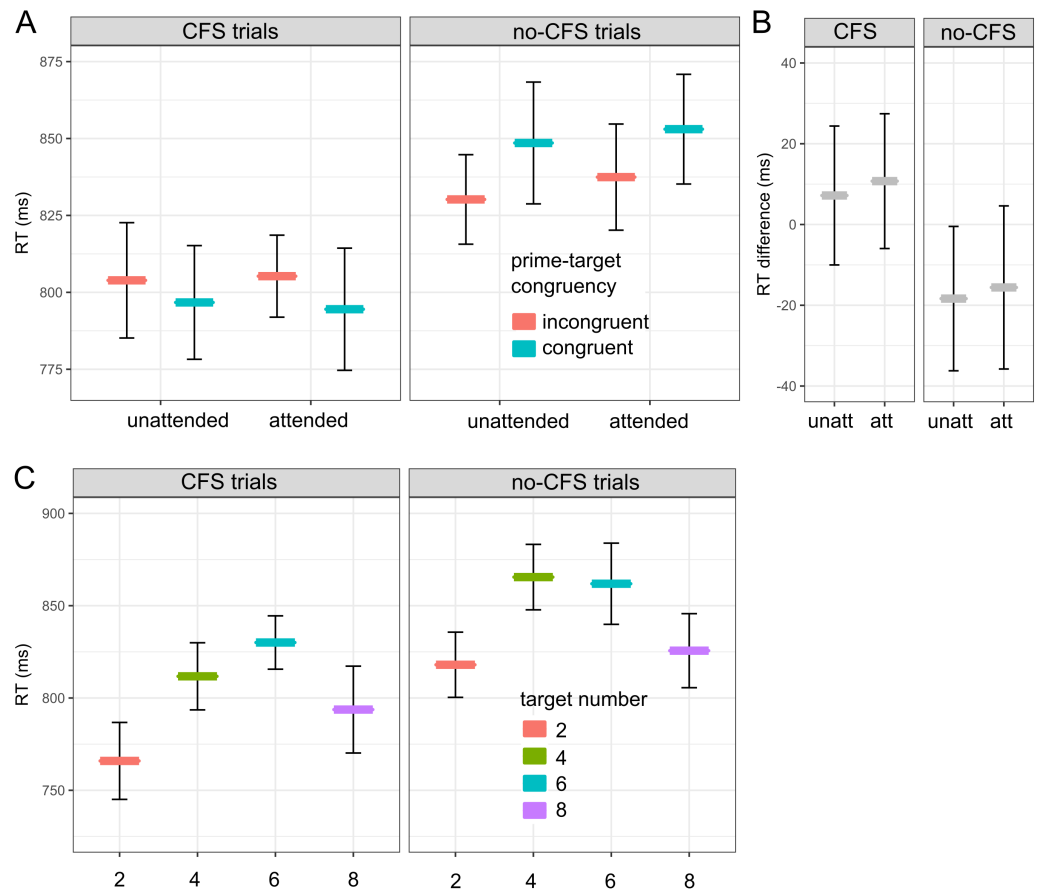 A
CFS trials
no-CFS trials
RT (ms)
875
850
825
800
775
prime-target
congruency
incongruent
congruent
unattended
attended
unattended
attended
B
CFS
no-CFS
RT difference (ms)
40
20
0
-20
-40
unatt
att
unatt
att
C
CFS trials
no-CFS trials
RT (ms)
900
850
800
750
target number
2
4
6
8
2
4
6
8
2
4
6
8